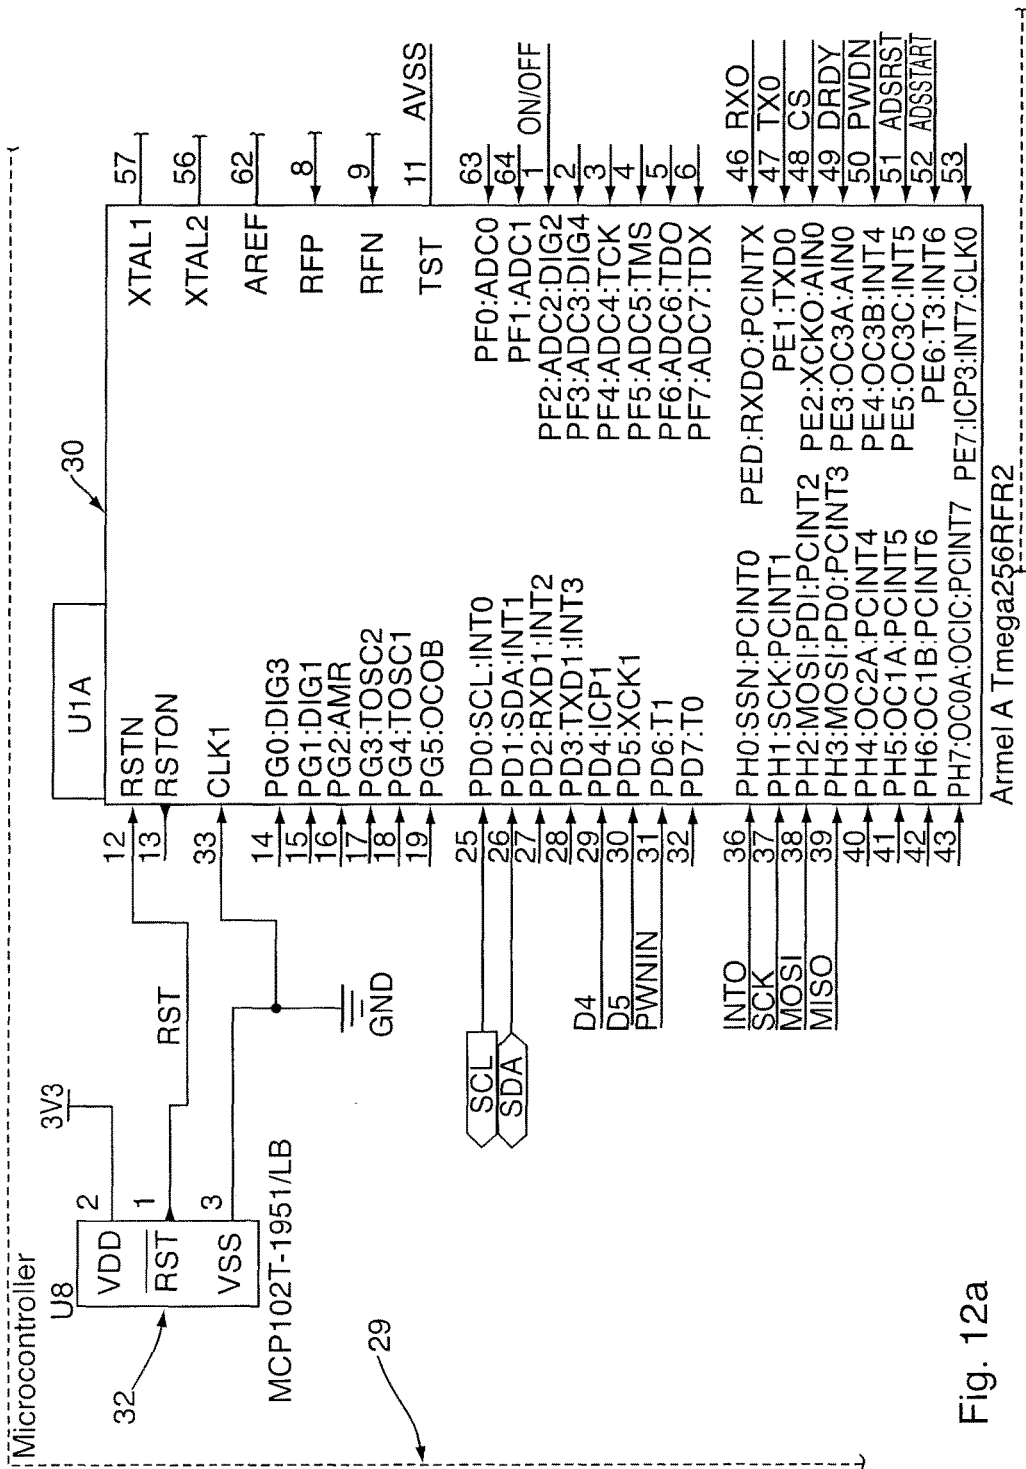 Microcontroller
U8
32
VDD
RST
VSS
2
1
3
MCP102T-1951/LB
3V3
RST
GND
29
30
U1A
12
RSTN
13
RSTON
33
CLK1
14
PG0:DIG3
15
PG1:DIG1
16
PG2:AMR
17
PG3:TOSC2
18
PG4:TOSC1
19
PG5:OCOB
SCL
25
PD0:SCL:INT0
SDA
26
PD1:SDA:INT1
27
PD2:RXD1:INT2
28
PD3:TXD1:INT3
D4
29
PD4:ICP1
D5
30
PD5:XCK1
PWNIN
31
PD6:T1
32
PD7:T0
INTO
36
PH0:SSN:PCINT0
SCK
37
PH1:SCK:PCINT1
MOSI
38
PH2:MOSI:PDI:PCINT2
MISO
39
PH3:MOSI:PD0:PCINT3
40
PH4:OC2A:PCINT4
41
PH5:OC1A:PCINT5
42
PH6:OC1B:PCINT6
43
PH7:OC0A:OCIC:PCINT7
XTAL1
57
XTAL2
56
AREF
62
RFP
8
RFN
9
TST
11 AVSS
PF0:ADC0
63
PF1:ADC1
64
PF2:ADC2:DIG2
1 ON/OFF
PF3:ADC3:DIG4
2
PF4:ADC4:TCK
3
PF5:ADC5:TMS
4
PF6:ADC6:TDO
5
PF7:ADC7:TDX
6
PED:RXDO:PCINTX
46 RXO
PE1:TXD0
47 TX0
PE2:XCKO:AIN0
48 CS
PE3:OC3A:AIN0
49 DRDY
PE4:OC3B:INT4
50 PWDN
PE5:OC3C:INT5
51 ADSRST
PE6:T3:INT6
52 ADSSTART
PE7:ICP3:INT7:CLK0
53
Armel A Tmega256RFR2
Fig. 12a